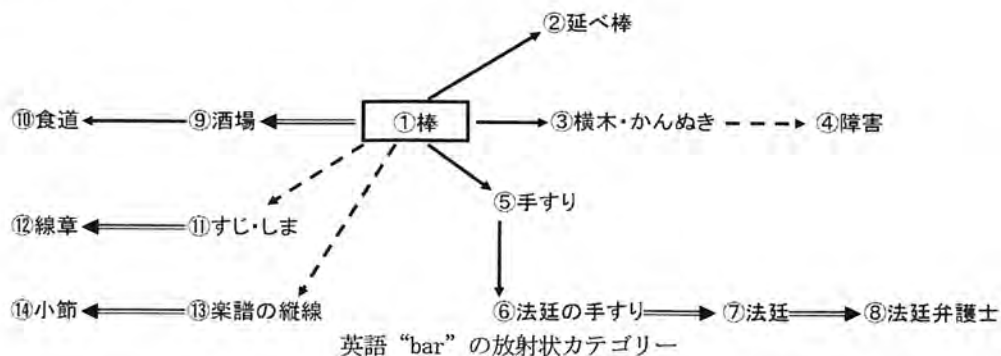 ②延べ棒
⑩食道 ⑨酒場 ①棒 ③横木・かんぬき ④障害
⑤手すり
⑫線章 ⑪すじ・しま
⑭小節 ⑬楽譜の縦線 ⑥法廷の手すり ⑦法廷 ⑧法廷弁護士
英語“bar”の放射状カテゴリー